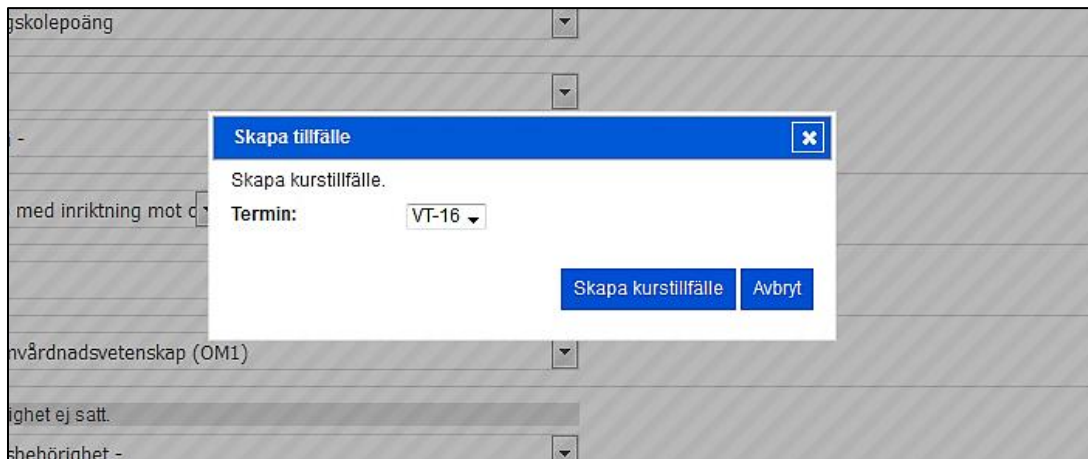 gskolepoäng
-
Skapa tillfälle
Skapa kurstillfälle.
med inriktning mot
Termin: VT-16
Skapa kurstillfälle Avbryt
nvårdnadsvetenskap (OM1)
ighet ej satt.
sbehörighet -